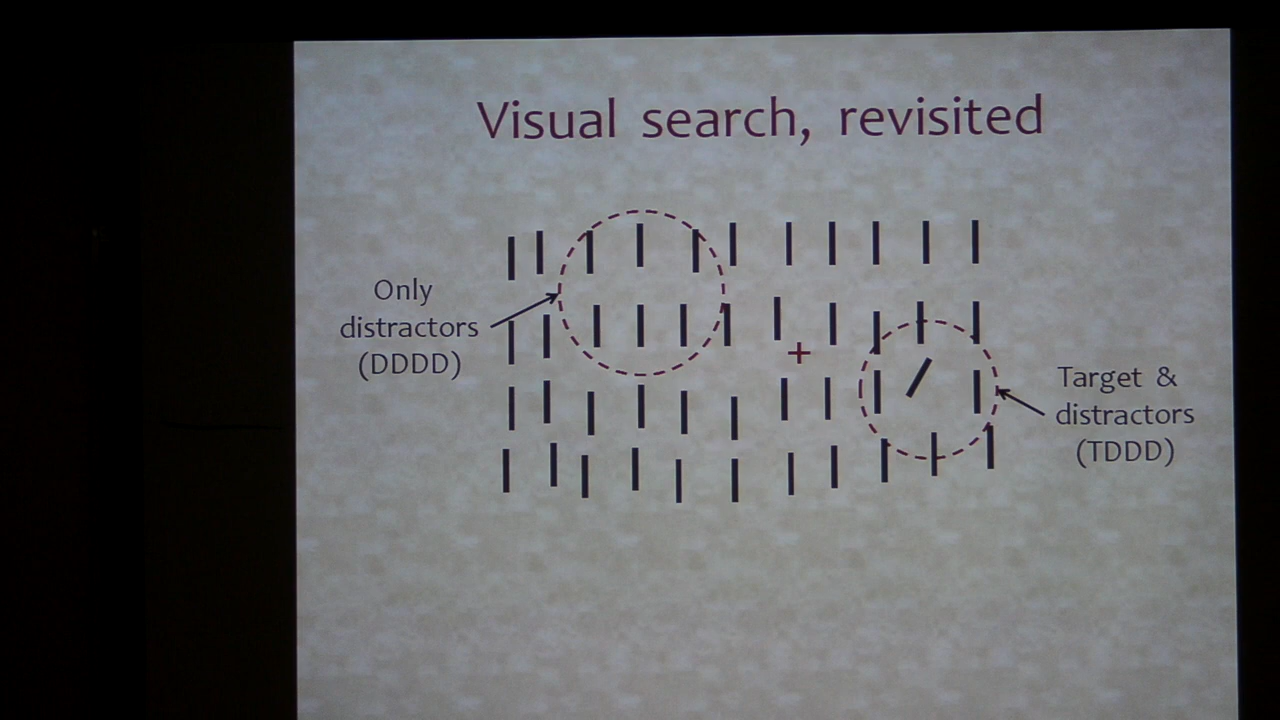 Visual search, revisited
Only
distractors
(DDDD)
+
Target &
distractors
(TDDD)